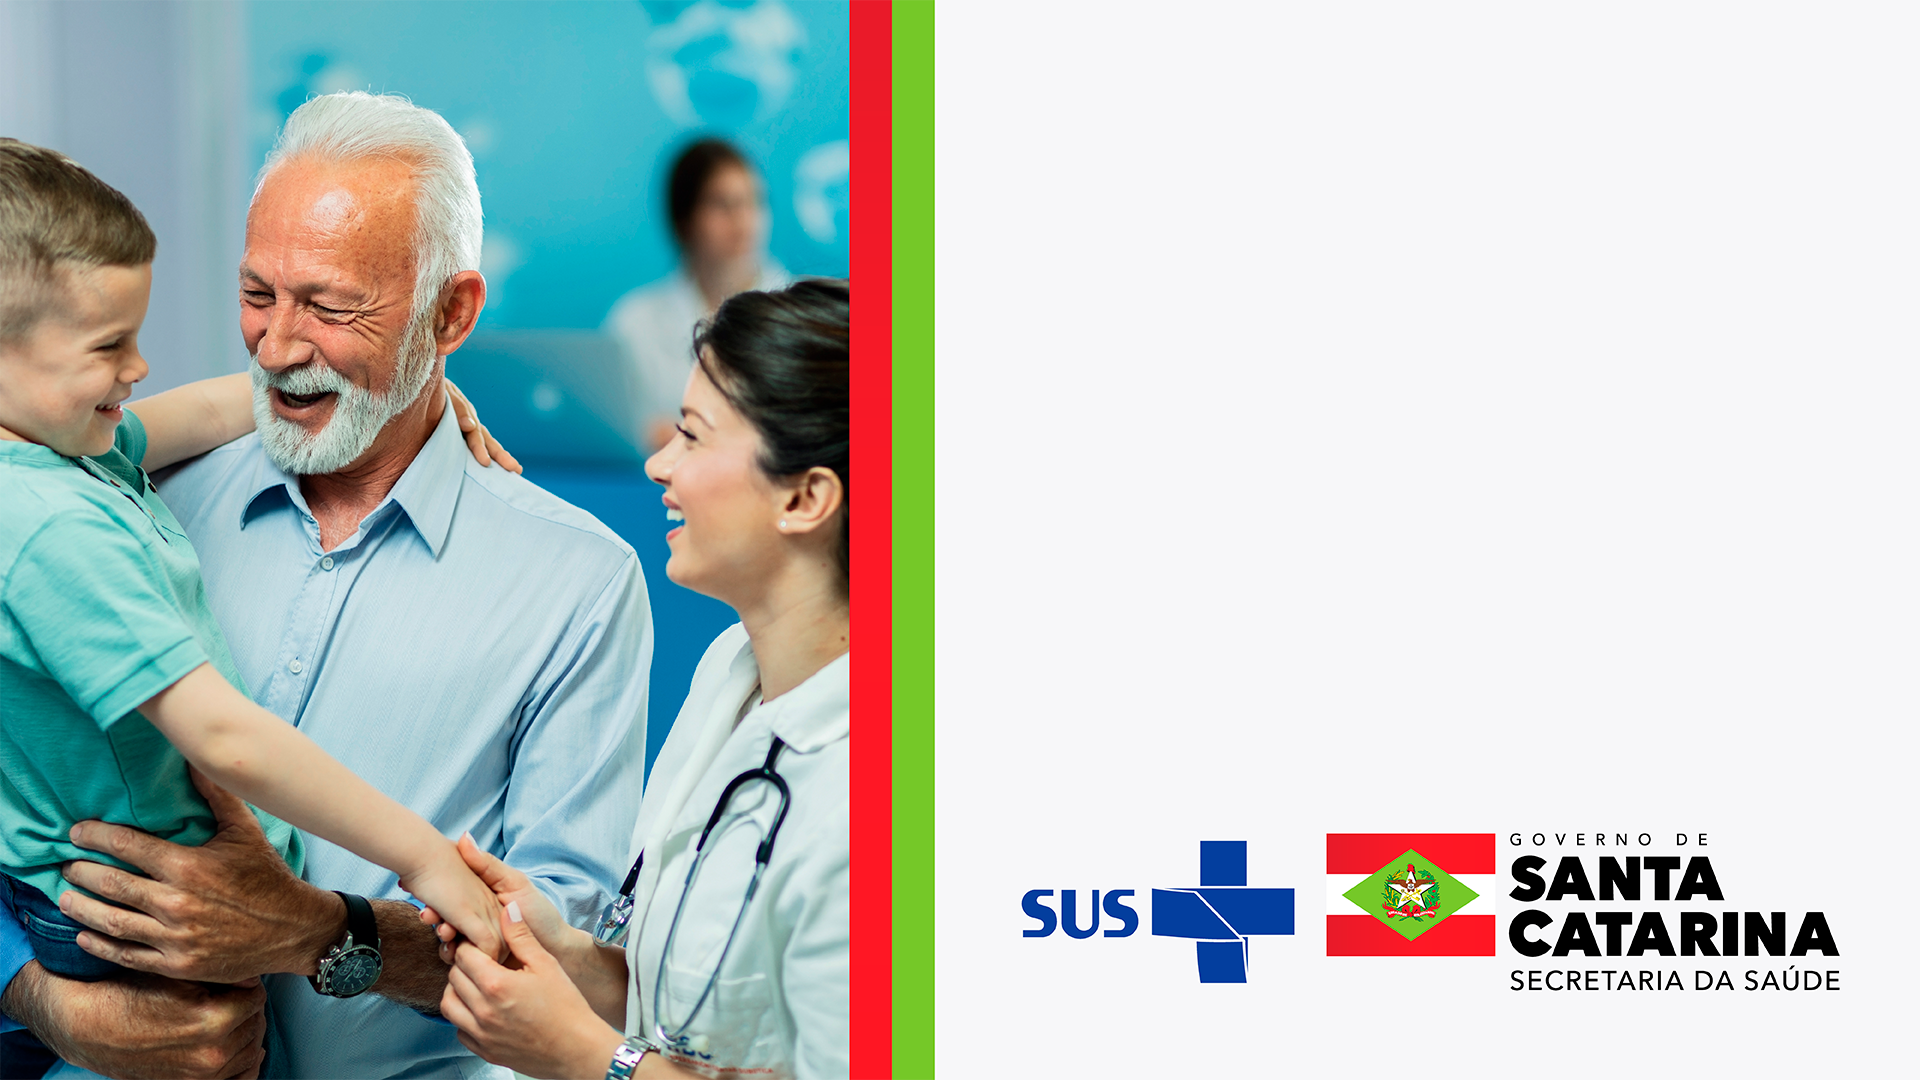 SUS
GOVERNO DE
SANTA
CATARINA
SECRETARIA DA SAÚDE